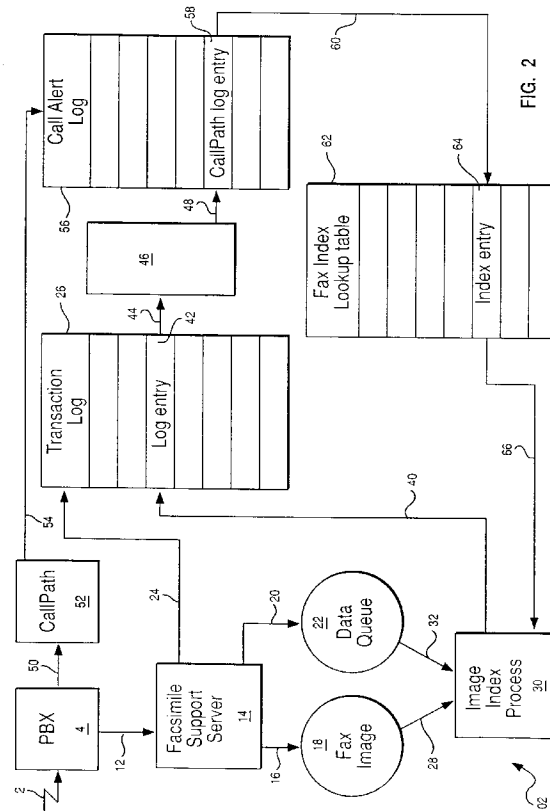 2
PBX
4
50
CallPath
52
54
12
Facsimile
Support
Server
14
24
16
20
18
Fax
Image
22
Data
Queue
28
32
Image
Index
Process
30
02
40
Transaction
Log
26
Log entry
42
44
46
48
Call Alert
Log
56
CallPath log entry
58
60
Fax Index
Lookup table
62
Index entry
64
66
FIG. 2